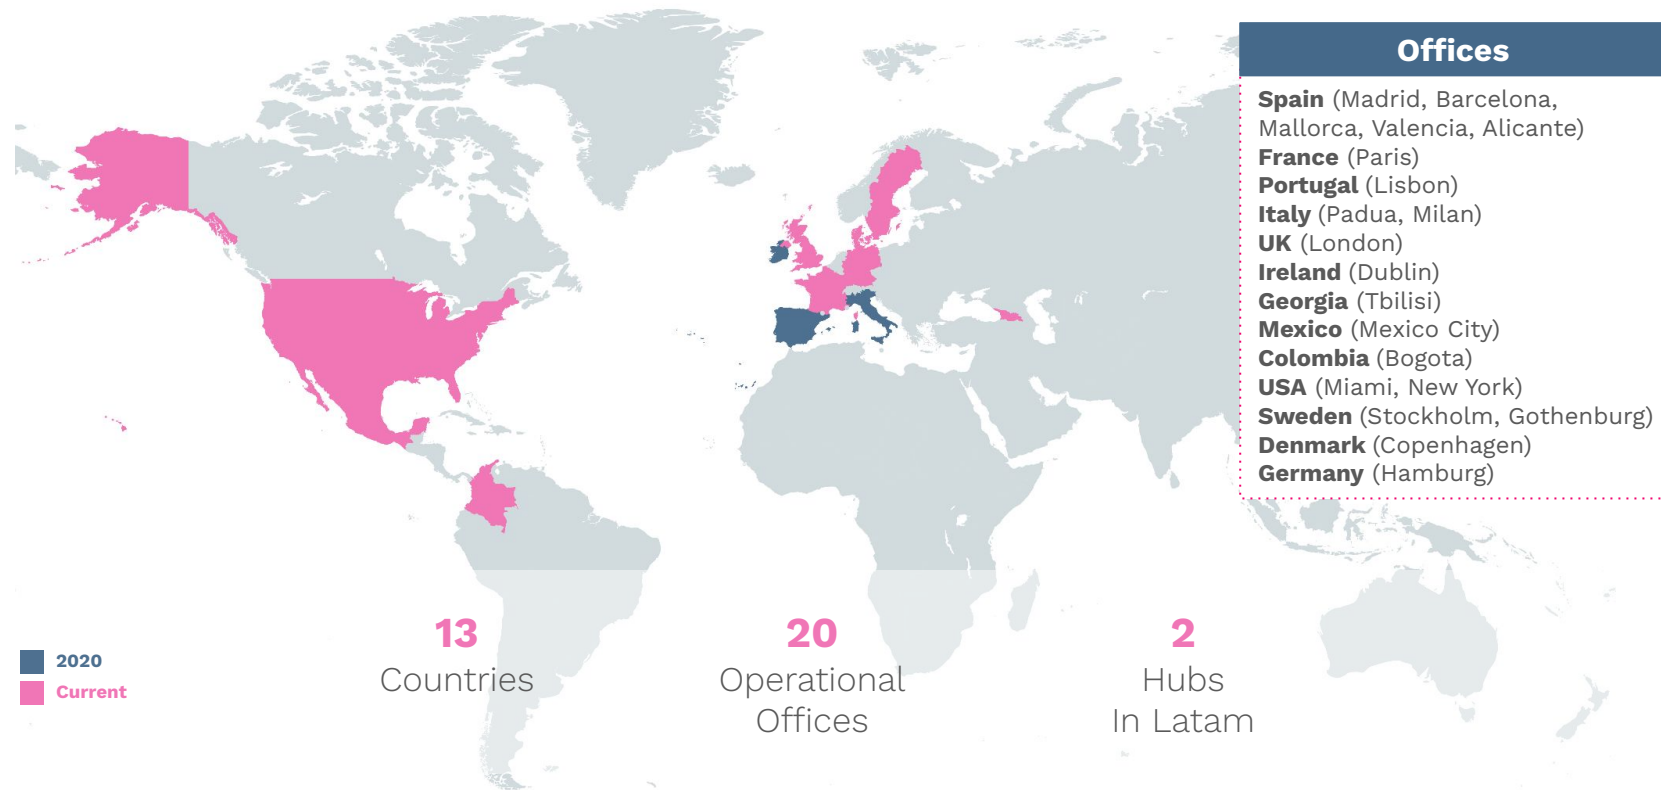 Offices
Spain (Madrid, Barcelona,
Mallorca, Valencia, Alicante)
France (Paris)
Portugal (Lisbon)
Italy (Padua, Milan)
UK (London)
Ireland (Dublin)
Georgia (Tbilisi)
Mexico (Mexico City)
Colombia (Bogota)
USA (Miami, New York)
Sweden (Stockholm, Gothenburg)
Denmark (Copenhagen)
Germany (Hamburg)
2020
Current
13
Countries
20
Operational
Offices
2
Hubs
In Latam